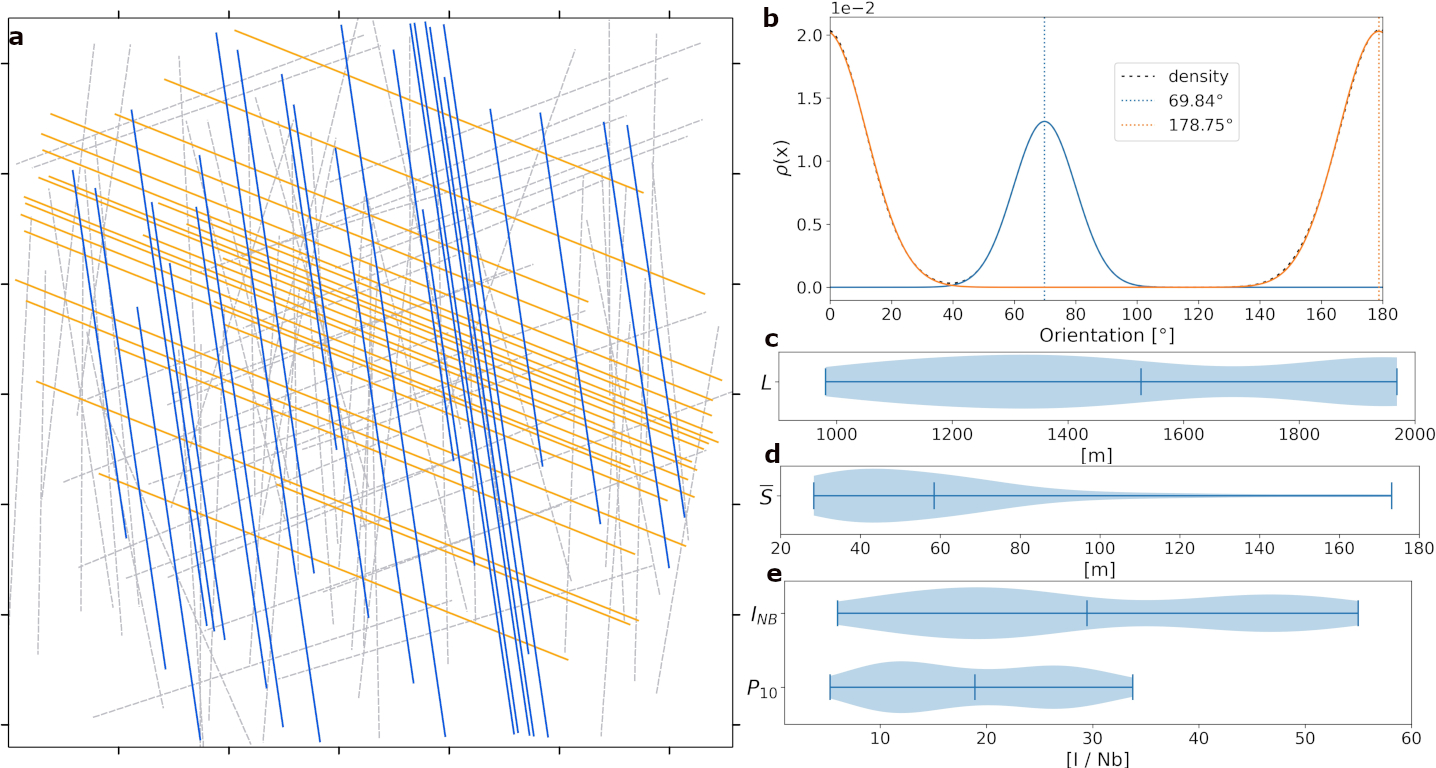 a
b
1e−2
2.0
1.5
1.0
0.5
0.0
ρ(x)
density
69.84°
178.75°
0 20 40 60 80 100 120 140 160 180
Orientation [°]
c
L
1000 1200 1400 1600 1800 2000
[m]
d
S̅
20 40 60 80 100 120 140 160 180
[m]
e
I_NB
P_10
10 20 30 40 50 60
[I / Nb]